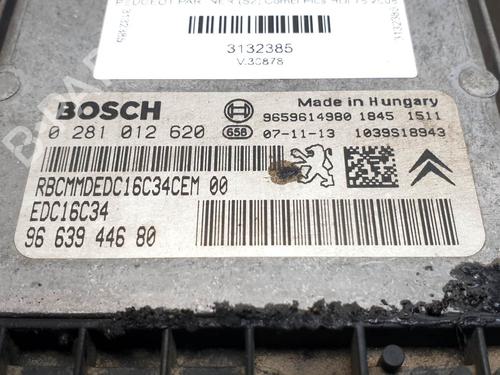 3132385
V.30878
BOSCH
Made in Hungary
9659614980 1845 1511
0 281 012 620
656 07-11-13 1039S18943
RBCMMDEDC16C34CEM 00
EDC16C34
96 639 446 80